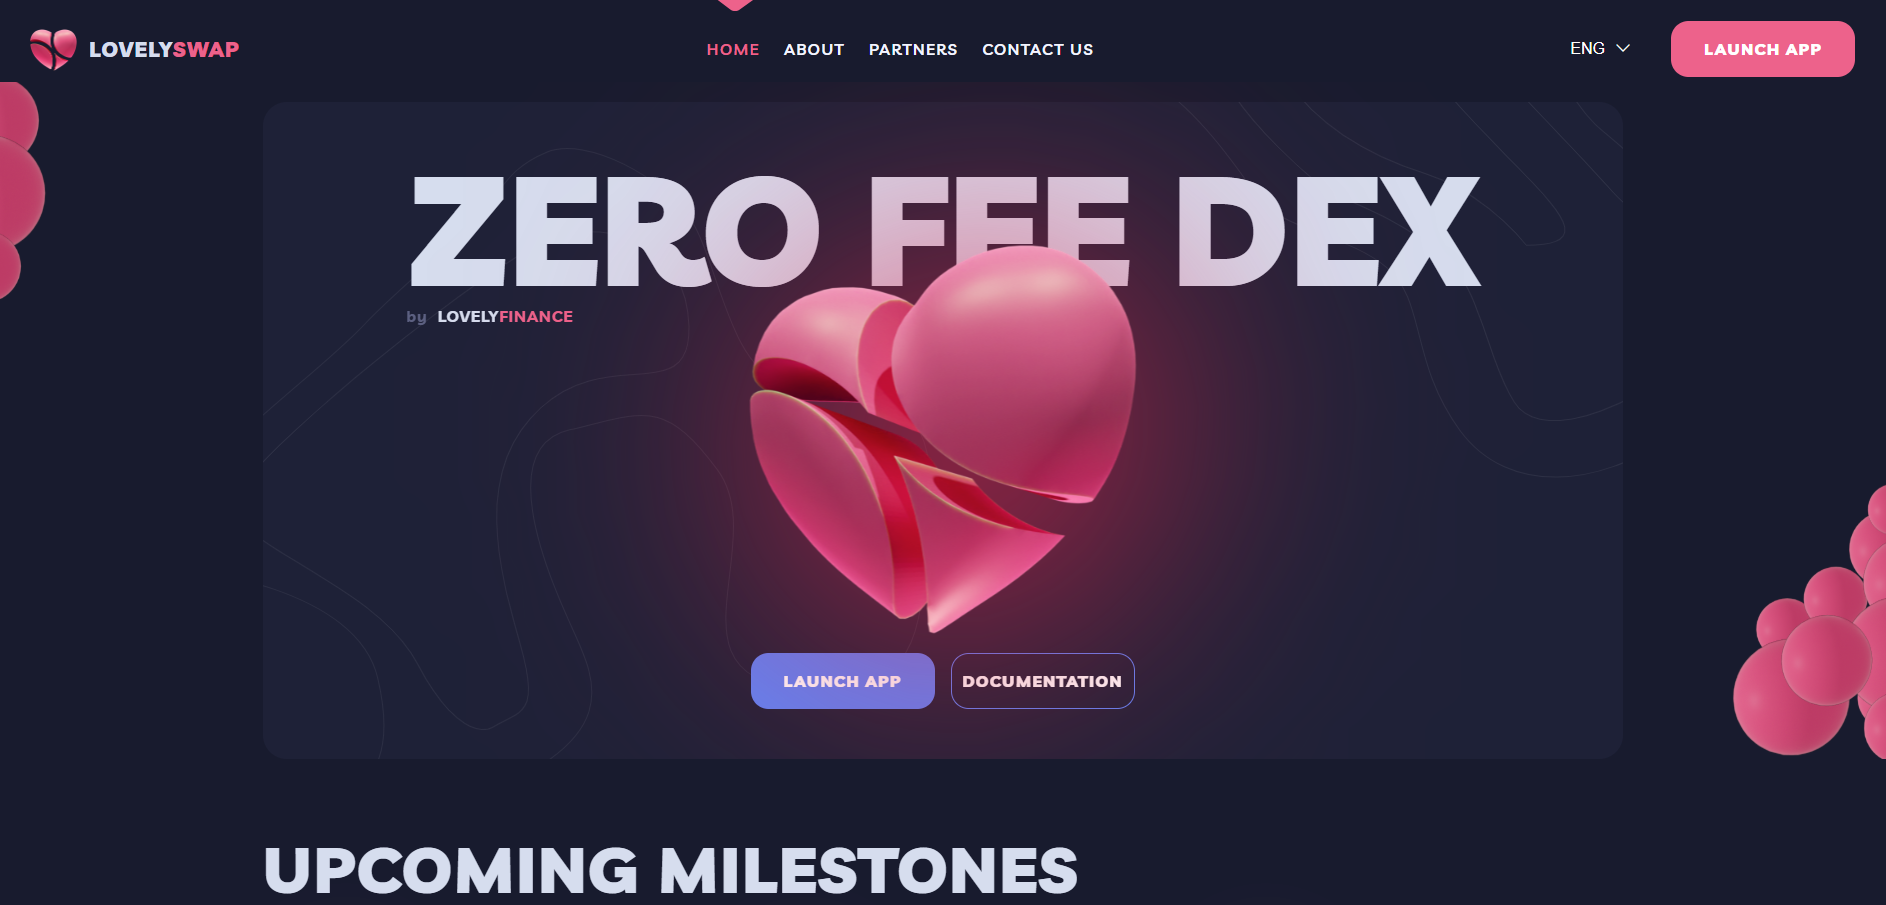 LOVELYSWAP
HOME ABOUT PARTNERS CONTACT US
ENG
LAUNCH APP
ZERO FEE DEX
by LOVELYFINANCE
LAUNCH APP
DOCUMENTATION
UPCOMING MILESTONES